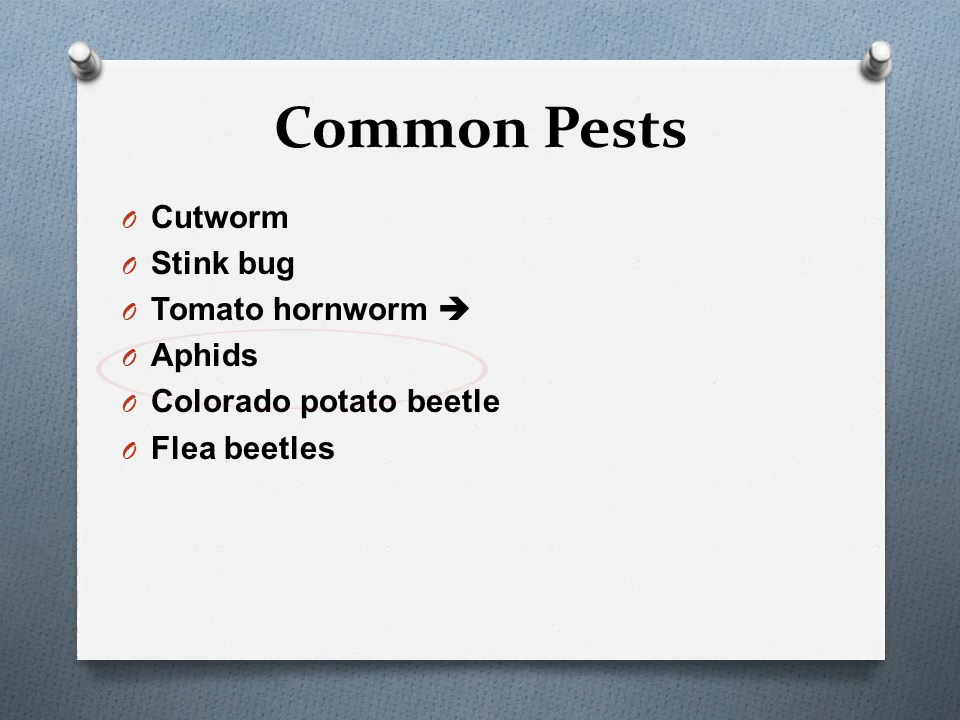 Common Pests
Cutworm
Stink bug
Tomato hornworm ➔
Aphids
Colorado potato beetle
Flea beetles